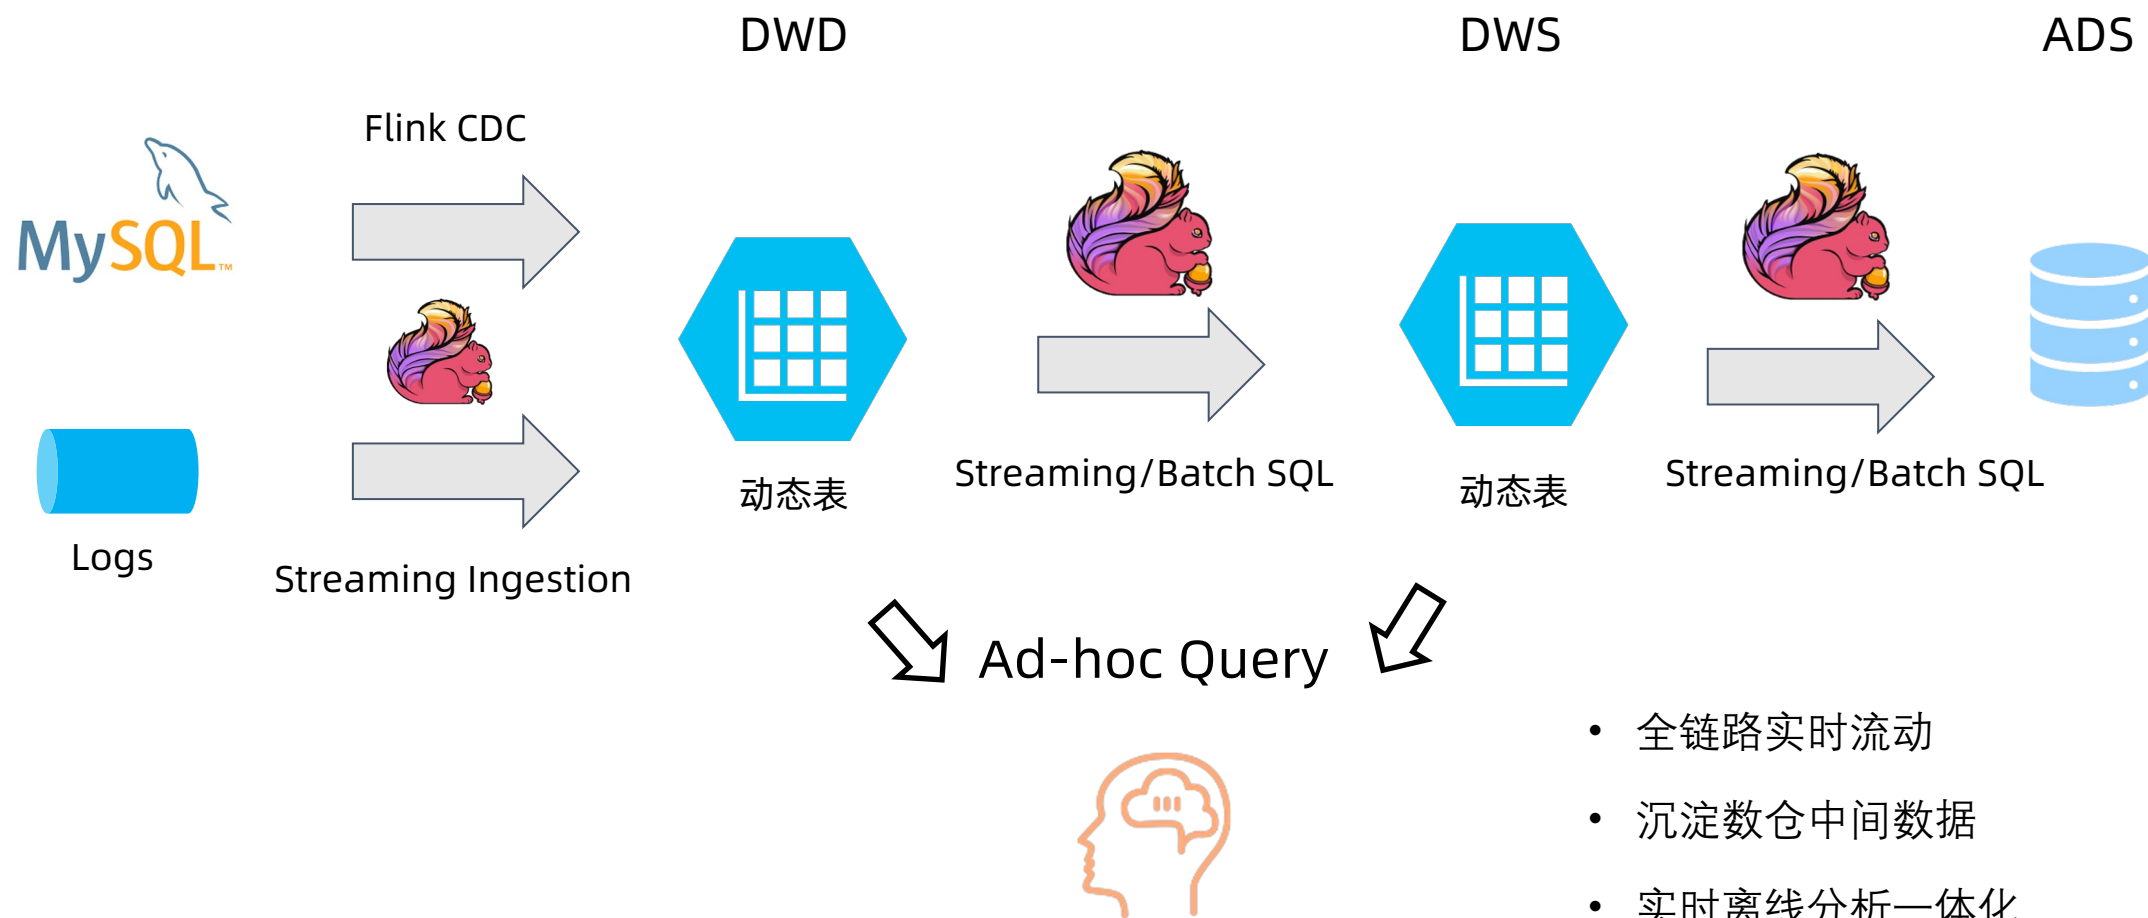 DWD
DWS
ADS
Flink CDC
MySQL™
Logs
Streaming Ingestion
动态表
Streaming/Batch SQL
动态表
Streaming/Batch SQL
Ad-hoc Query
• 全链路实时流动
• 沉淀数仓中间数据
• 实时离线分析一体化